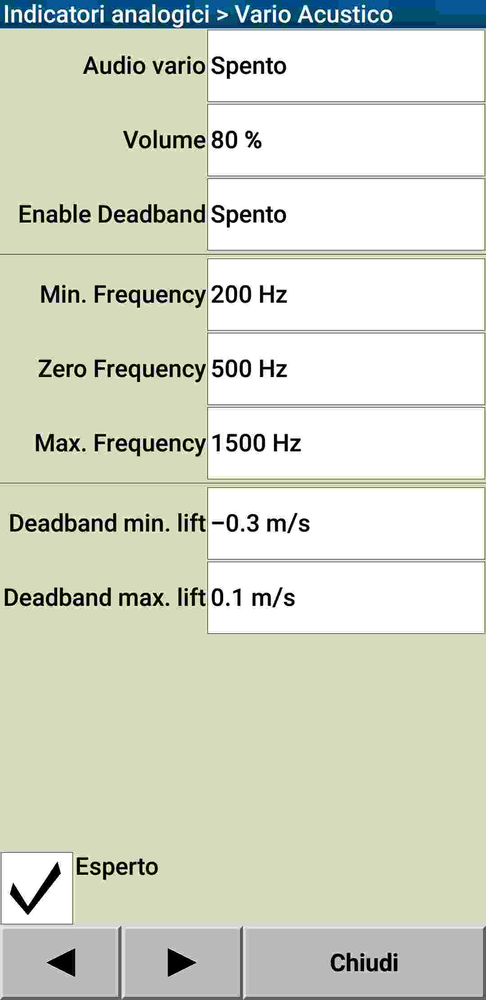 Indicatori analogici > Vario Acustico
Audio vario Spento
Volume 80 %
Enable Deadband Spento
Min. Frequency 200 Hz
Zero Frequency 500 Hz
Max. Frequency 1500 Hz
Deadband min. lift −0.3 m/s
Deadband max. lift 0.1 m/s
Esperto
Chiudi